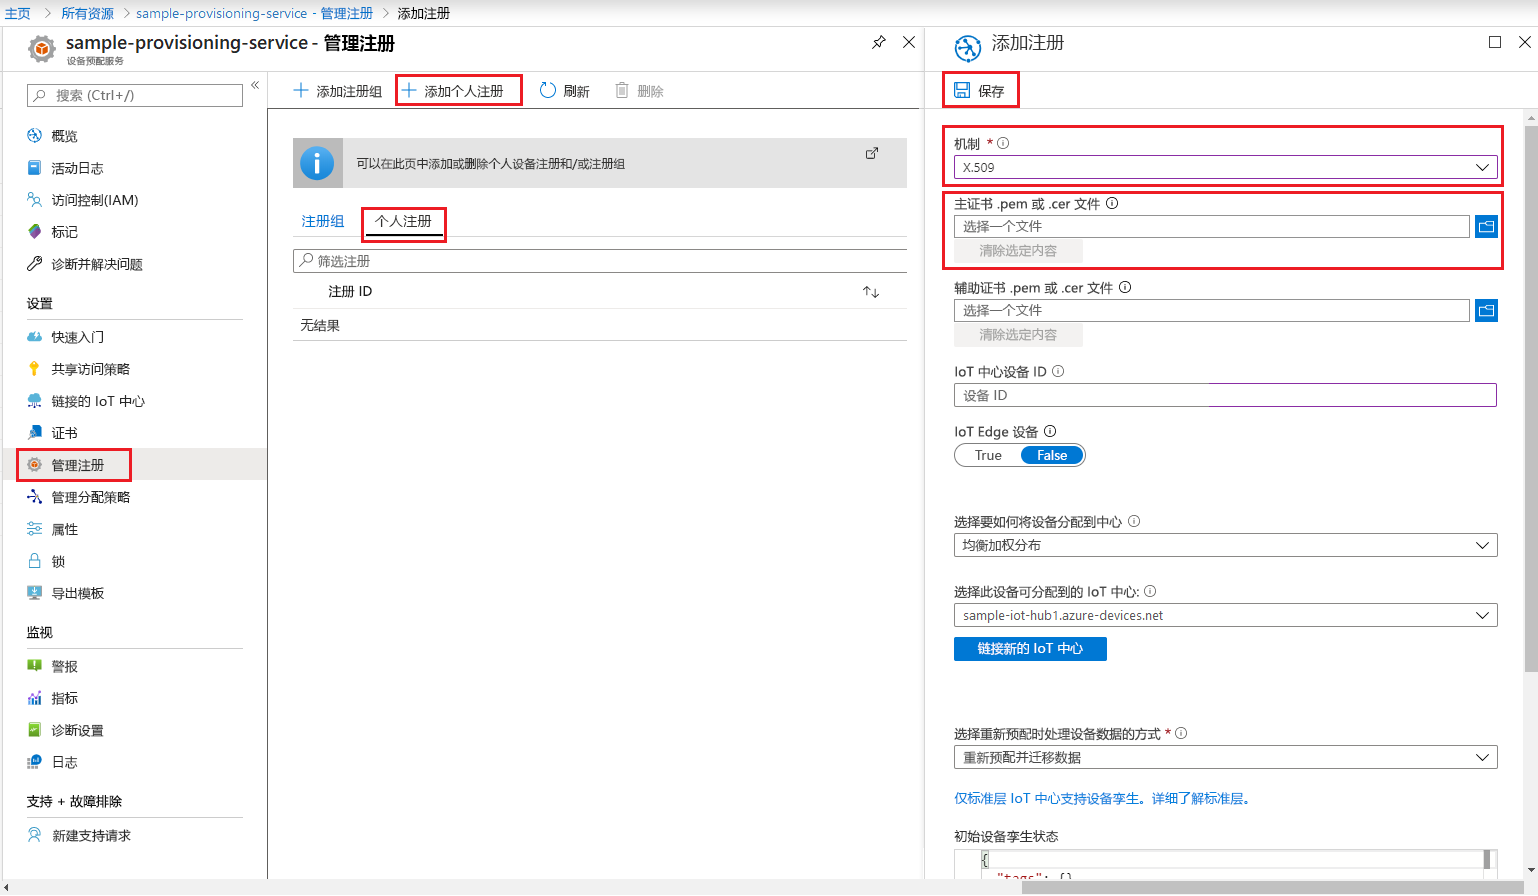 主页 > 所有资源 > sample-provisioning-service - 管理注册 > 添加注册
sample-provisioning-service - 管理注册
设备预配服务
搜索 (Ctrl+/)
概览
活动日志
访问控制(IAM)
标记
诊断并解决问题
设置
快速入门
共享访问策略
链接的 IoT 中心
证书
管理注册
管理分配策略
属性
锁
导出模板
监视
警报
指标
诊断设置
日志
支持 + 故障排除
新建支持请求
添加注册组
添加个人注册
刷新
删除
可以在此页中添加或删除个人设备注册和/或注册组
注册组
个人注册
筛选注册
注册 ID
无结果
添加注册
保存
机制 *
X.509
主证书 .pem 或 .cer 文件
选择一个文件
清除选定内容
辅助证书 .pem 或 .cer 文件
选择一个文件
清除选定内容
IoT 中心设备 ID
设备 ID
IoT Edge 设备
True False
选择要如何将设备分配到中心
均衡加权分布
选择此设备可分配到的 IoT 中心:
sample-iot-hub1.azure-devices.net
链接新的 IoT 中心
选择重新预配时处理设备数据的方式 *
重新预配并迁移数据
仅标准层 IoT 中心支持设备孪生。详细了解标准层。
初始设备孪生状态
{
"tags": {}